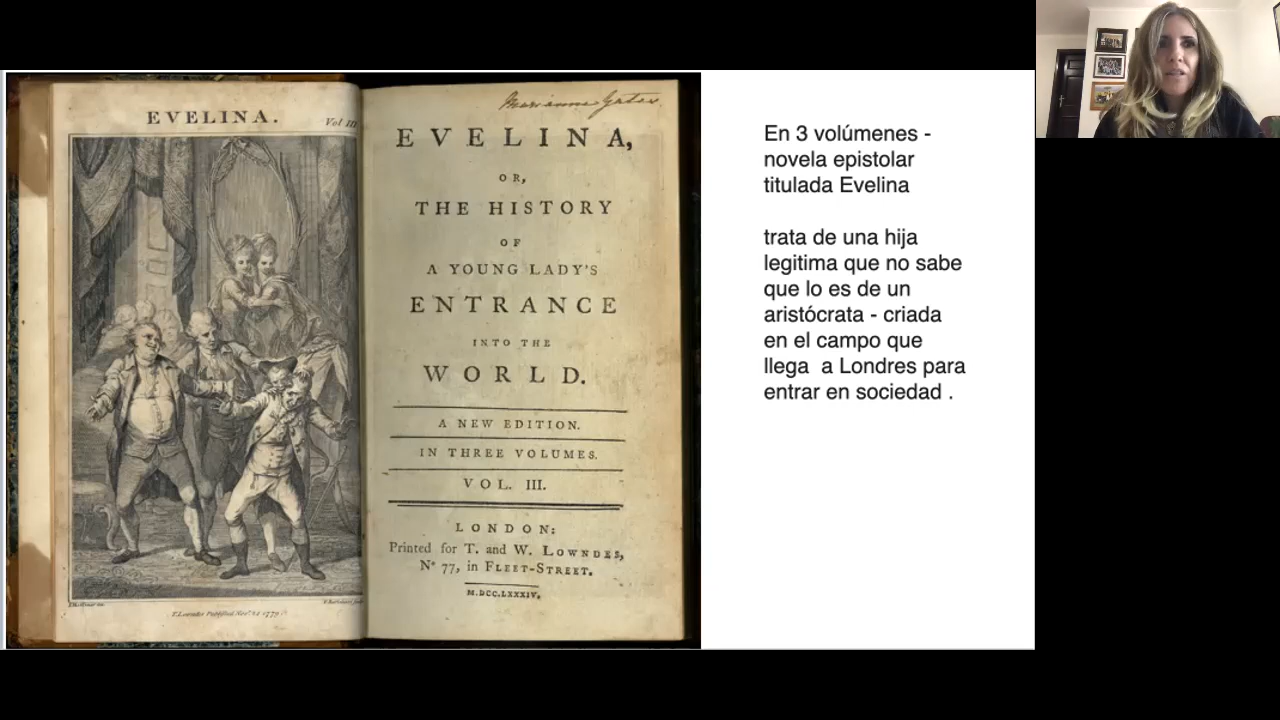 EVELINA.
Vol III
EVELINA,
OR,
THE HISTORY
OF
A YOUNG LADY'S
ENTRANCE
INTO THE
WORLD.
A NEW EDITION.
IN THREE VOLUMES.
VOL. III.
LONDON:
Printed for T. and W. LOWNDES,
Nº 77, in FLEET-STREET.
M.DCC.LXXXIV.
En 3 volúmenes -
novela epistolar
titulada Evelina
trata de una hija
legitima que no sabe
que lo es de un
aristócrata - criada
en el campo que
llega  a Londres para
entrar en sociedad .